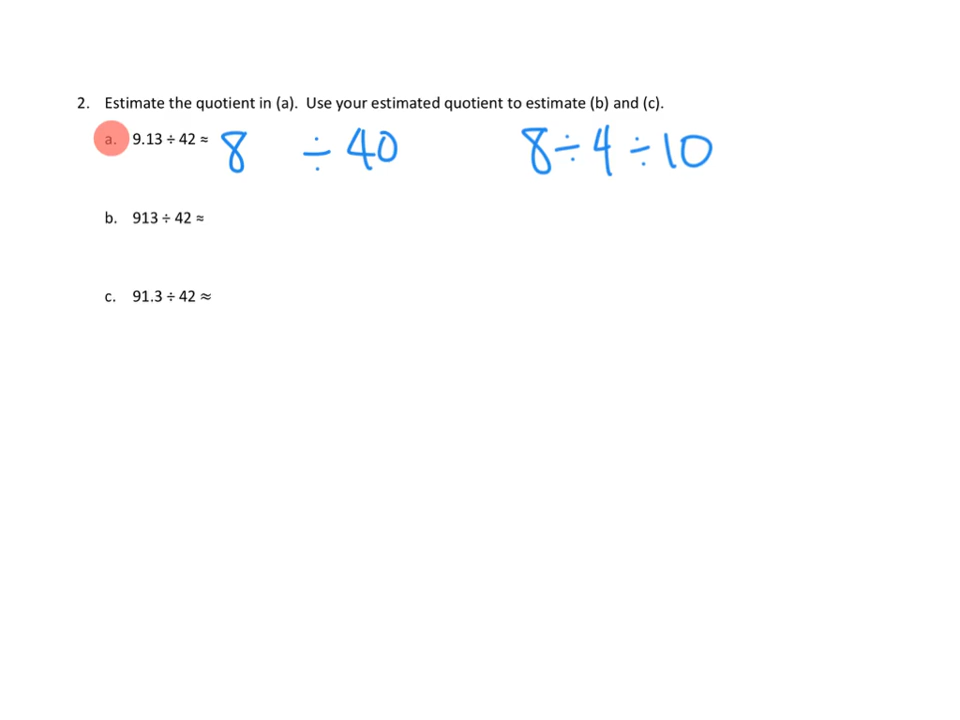 2. Estimate the quotient in (a). Use your estimated quotient to estimate (b) and (c).
a. 9.13 ÷ 42 ≈ 8 ÷ 40 8 ÷ 4 ÷ 10
b. 913 ÷ 42 ≈
c. 91.3 ÷ 42 ≈